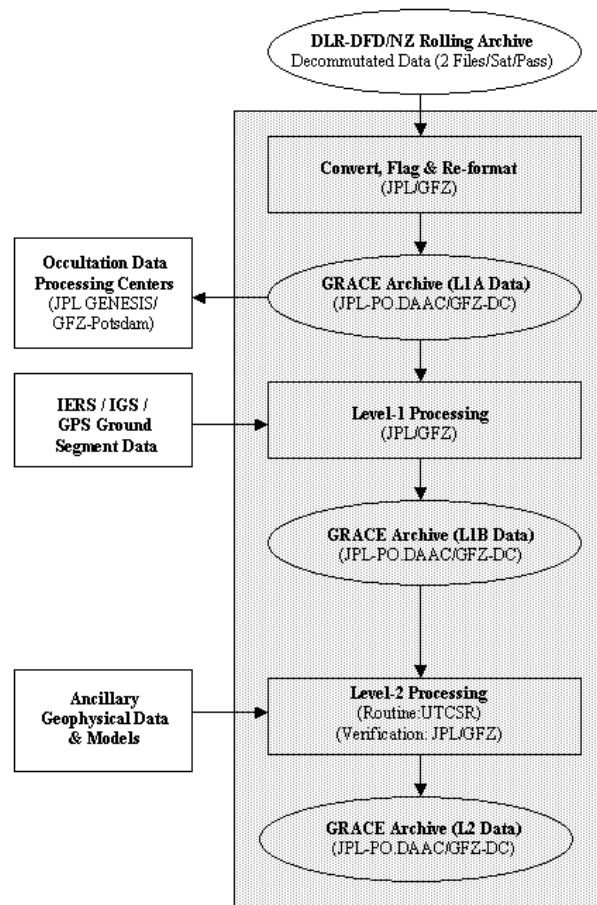 DLR-DFD/NZ Rolling Archive
Decommutated Data (2 Files/Sat/Pass)
Convert, Flag & Re-format
(JPL/GFZ)
Occultation Data
Processing Centers
(JPL GENESIS/
GFZ-Potsdam)
GRACE Archive (L1A Data)
(JPL-PO.DAAC/GFZ-DC)
IERS / IGS /
GPS Ground
Segment Data
Level-1 Processing
(JPL/GFZ)
GRACE Archive (L1B Data)
(JPL-PO.DAAC/GFZ-DC)
Ancillary
Geophysical Data
& Models
Level-2 Processing
(Routine:UTCSR)
(Verification: JPL/GFZ)
GRACE Archive (L2 Data)
(JPL-PO.DAAC/GFZ-DC)